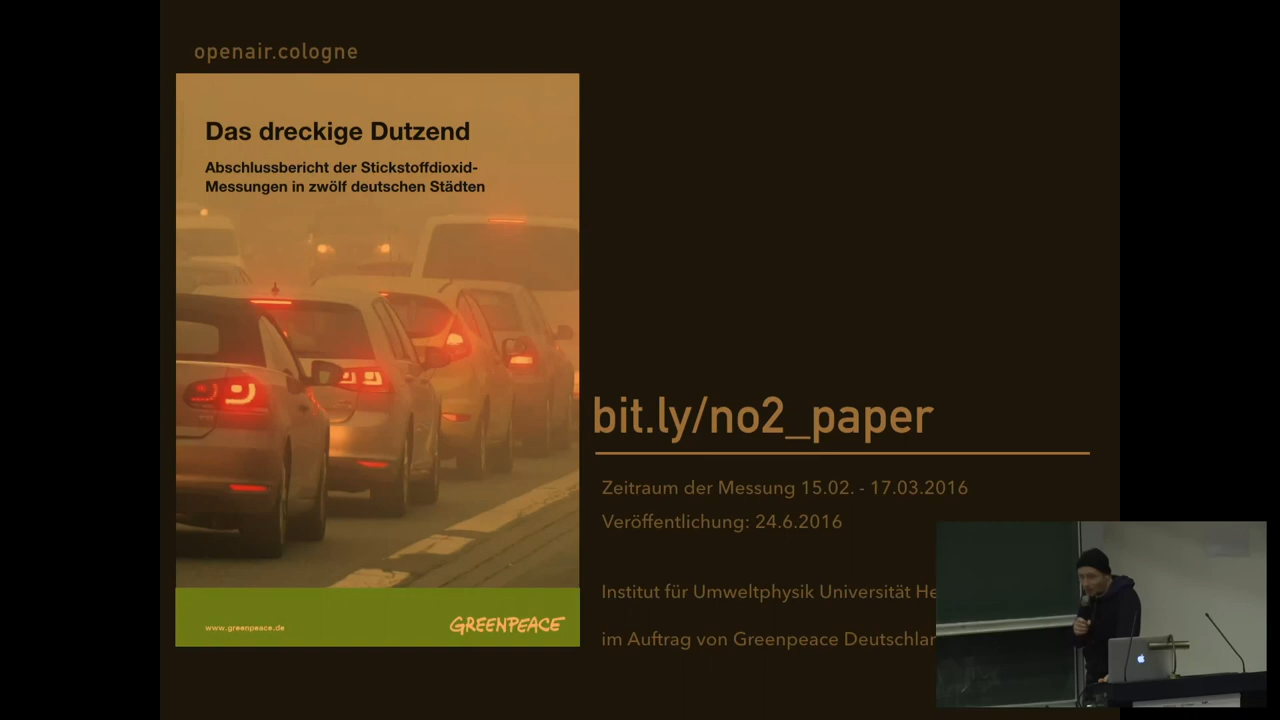 openair.cologne
Das dreckige Dutzend
Abschlussbericht der Stickstoffdioxid-
Messungen in zwölf deutschen Städten
www.greenpeace.de
GREENPEACE
bit.ly/no2_paper
Zeitraum der Messung 15.02. - 17.03.2016
Veröffentlichung: 24.6.2016
Institut für Umweltphysik Universität
im Auftrag von Greenpeace